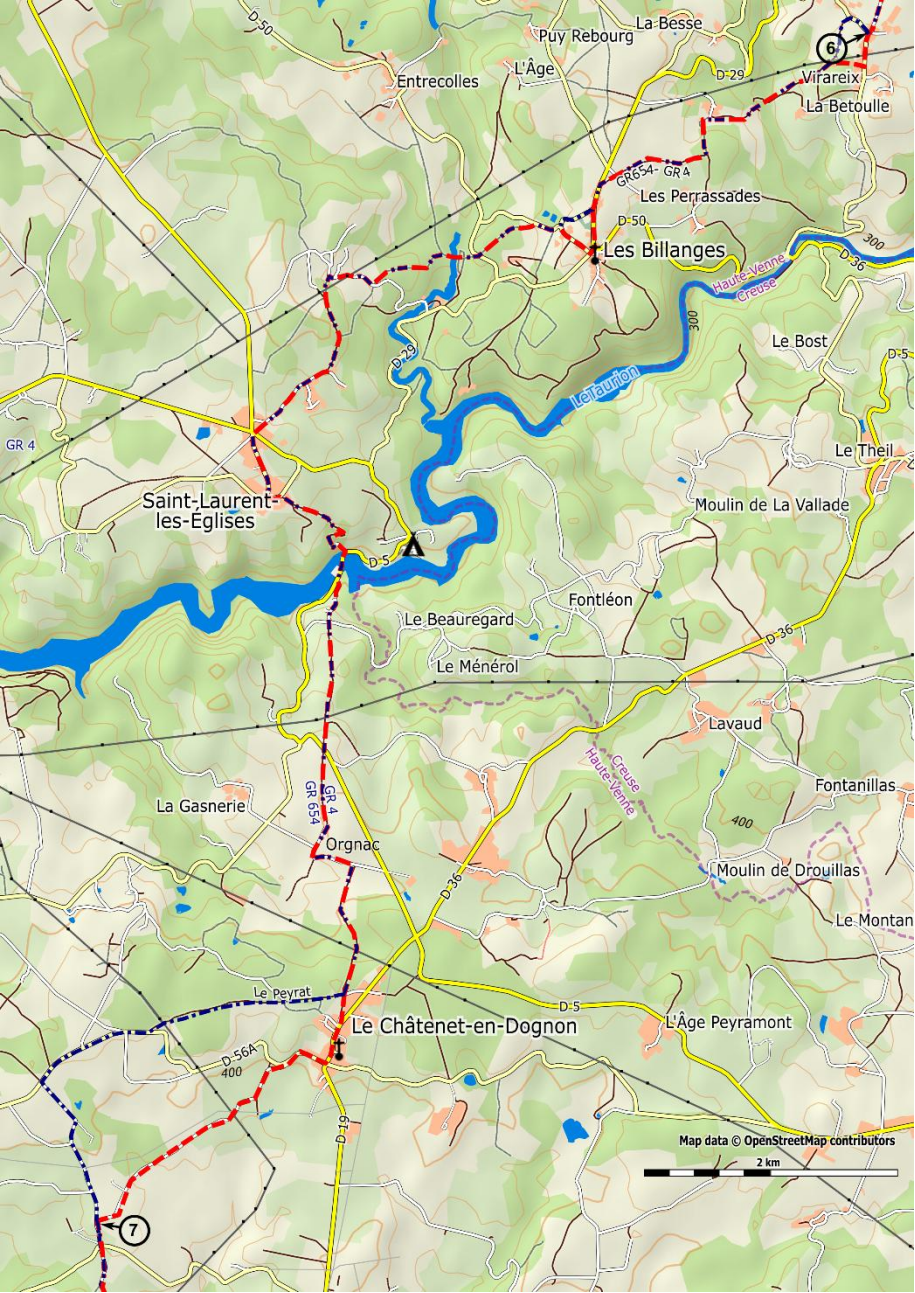 D-50
La Besse
Puy Rebourg
6
L'Âge
D-29
Entrecolles
Virareix
La Betoulle
GR654- GR4
Les Perrassades
D-50
Les Billanges
300
D-36
Haute-Vienne
Creuse
300
D-29
Le Bost
D-5
Le Taurion
GR 4
Le Theil
Saint-Laurent-
les-Églises
Moulin de La Vallade
D 5
Fontléon
Le Beauregard
D-36
Le Ménérol
Lavaud
Creuse
Haute-Vienne
Fontanillas
La Gasnerie
GR 4
GR 654
400
Orgnac
Moulin de Drouillas
D-36
Le Montan
Le Peyrat
D-5
Le Châtenet-en-Dognon
L'Âge Peyramont
D-56A
400
D-19
Map data © OpenStreetMap contributors
2 km
7